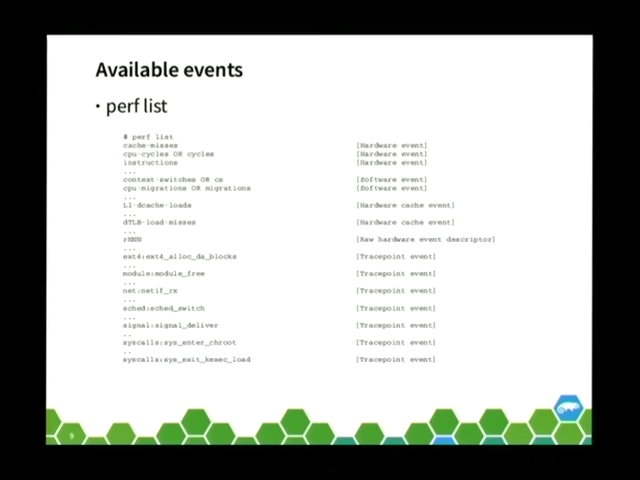 Available events
• perf list
# perf list
cache-misses [Hardware event]
cpu-cycles OR cycles [Hardware event]
instructions [Hardware event]
...
context-switches OR cs [Software event]
cpu-migrations OR migrations [Software event]
...
L1-dcache-loads [Hardware cache event]
...
dTLB-load-misses [Hardware cache event]
...
rNNN [Raw hardware event descriptor]
...
ext4:ext4_alloc_da_blocks [Tracepoint event]
...
module:module_free [Tracepoint event]
...
net:netif_rx [Tracepoint event]
...
sched:sched_switch [Tracepoint event]
...
signal:signal_deliver [Tracepoint event]
..
syscalls:sys_enter_chroot [Tracepoint event]
..
syscalls:sys_exit_kexec_load [Tracepoint event]
9